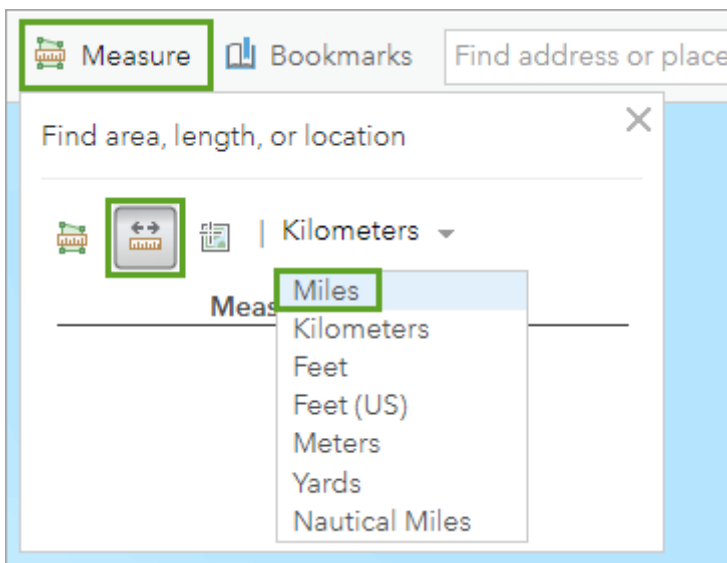 Measure Bookmarks Find address or place
Find area, length, or location
| Kilometers
Miles
Kilometers
Feet
Feet (US)
Meters
Yards
Nautical Miles